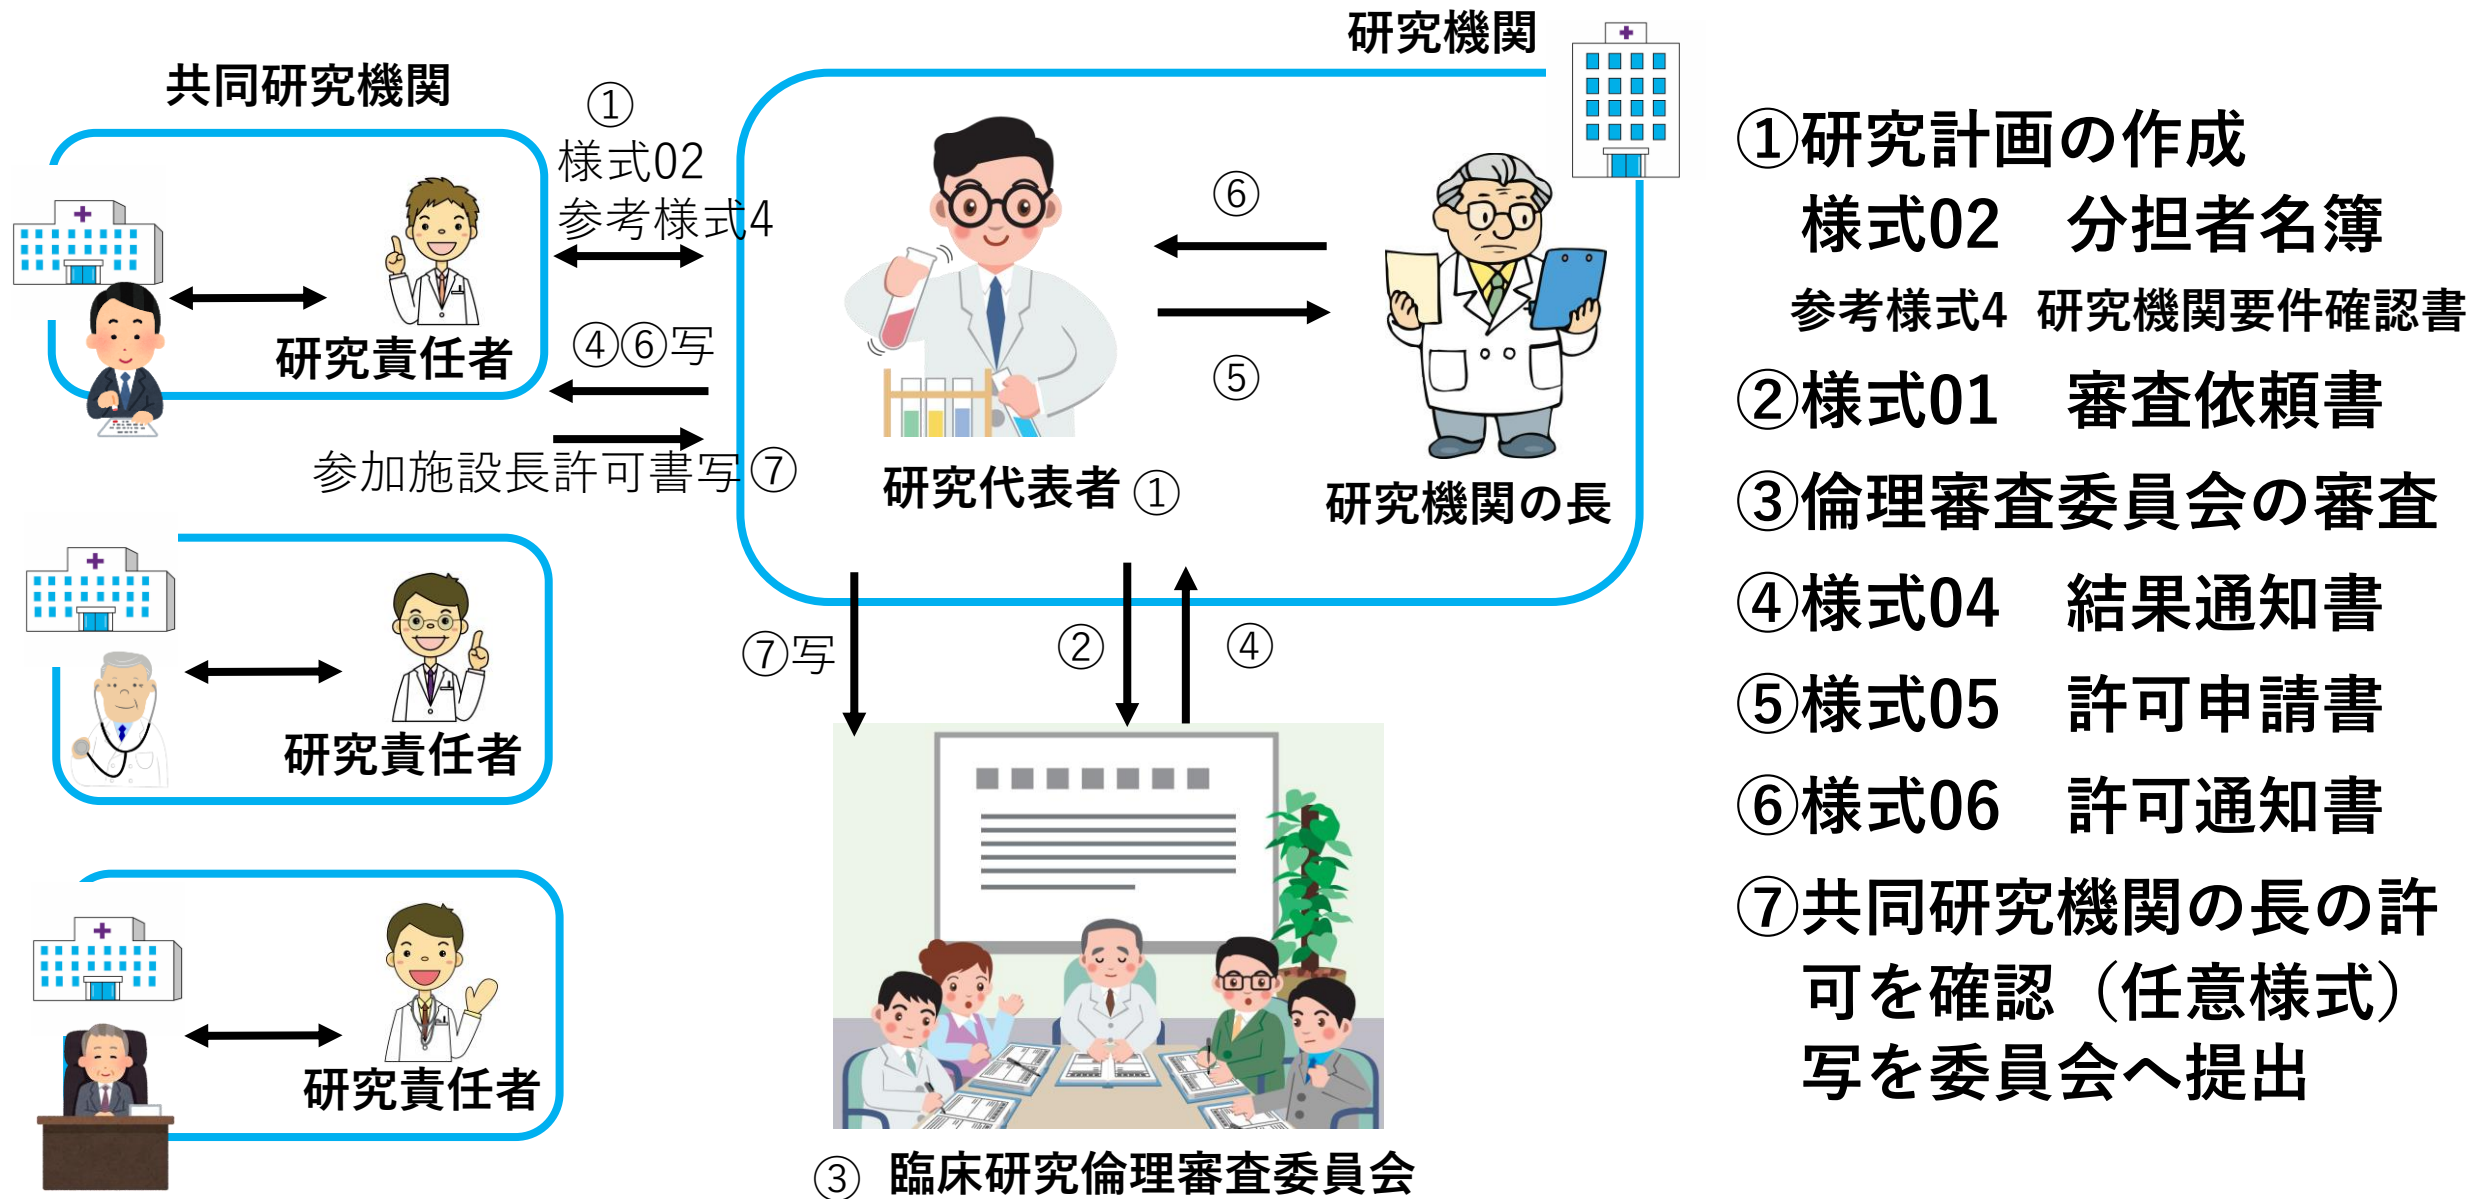 研究機関
共同研究機関
①
様式02
参考様式4
⑥
⑤
研究責任者
④⑥写
参加施設長許可書写⑦
研究代表者①
研究機関の長
⑦写
②
④
研究責任者
研究責任者
③ 臨床研究倫理審査委員会
①研究計画の作成
様式02 分担者名簿
参考様式4 研究機関要件確認書
②様式01 審査依頼書
③倫理審査委員会の審査
④様式04 結果通知書
⑤様式05 許可申請書
⑥様式06 許可通知書
⑦共同研究機関の長の許
可を確認（任意様式）
写を委員会へ提出